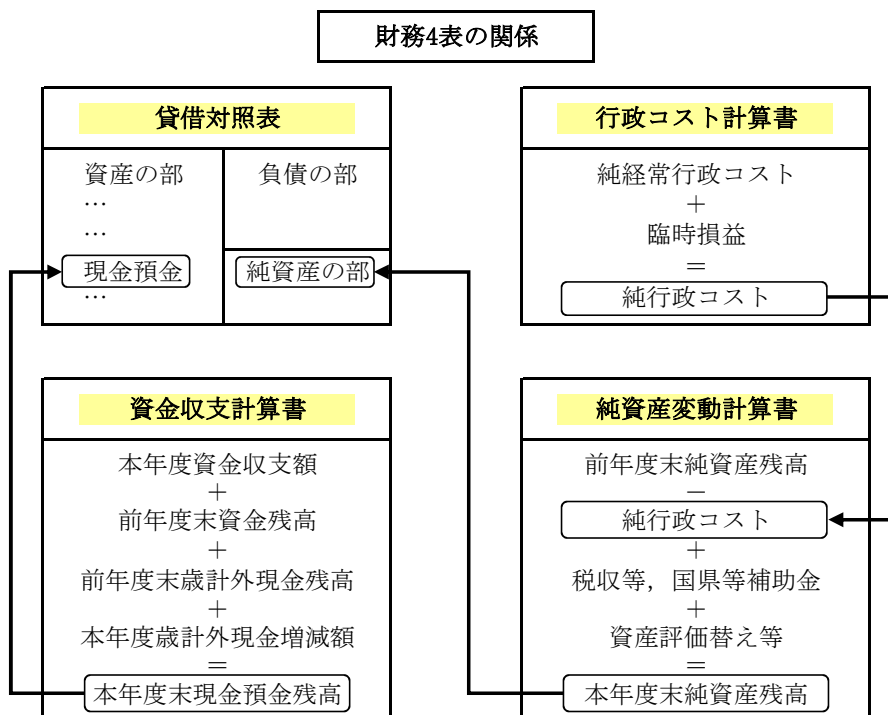 財務4表の関係
貸借対照表
資産の部
…
…
現金預金
…
負債の部
純資産の部
行政コスト計算書
純経常行政コスト
＋
臨時損益
＝
純行政コスト
資金収支計算書
本年度資金収支額
＋
前年度末資金残高
＋
前年度末歳計外現金残高
＋
本年度歳計外現金増減額
＝
本年度末現金預金残高
純資産変動計算書
前年度末純資産残高
－
純行政コスト
＋
税収等，国県等補助金
＋
資産評価替え等
＝
本年度末純資産残高